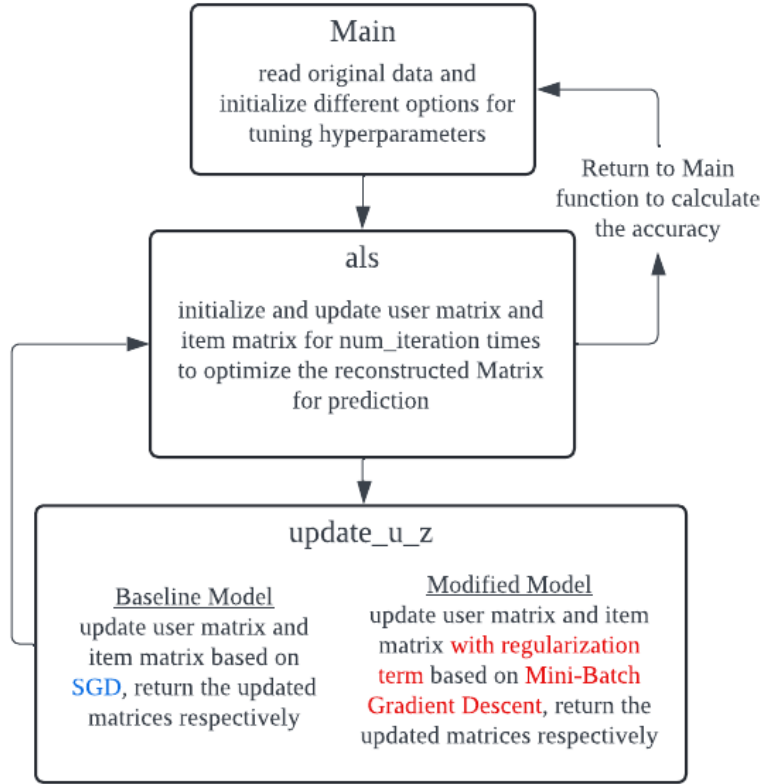 Main
read original data and
initialize different options for
tuning hyperparameters
Return to Main
function to calculate
the accuracy
als
initialize and update user matrix and
item matrix for num_iteration times
to optimize the reconstructed Matrix
for prediction
update_u_z
Baseline Model
update user matrix and
item matrix based on
SGD, return the updated
matrices respectively
Modified Model
update user matrix and item
matrix with regularization
term based on Mini-Batch
Gradient Descent, return the
updated matrices respectively